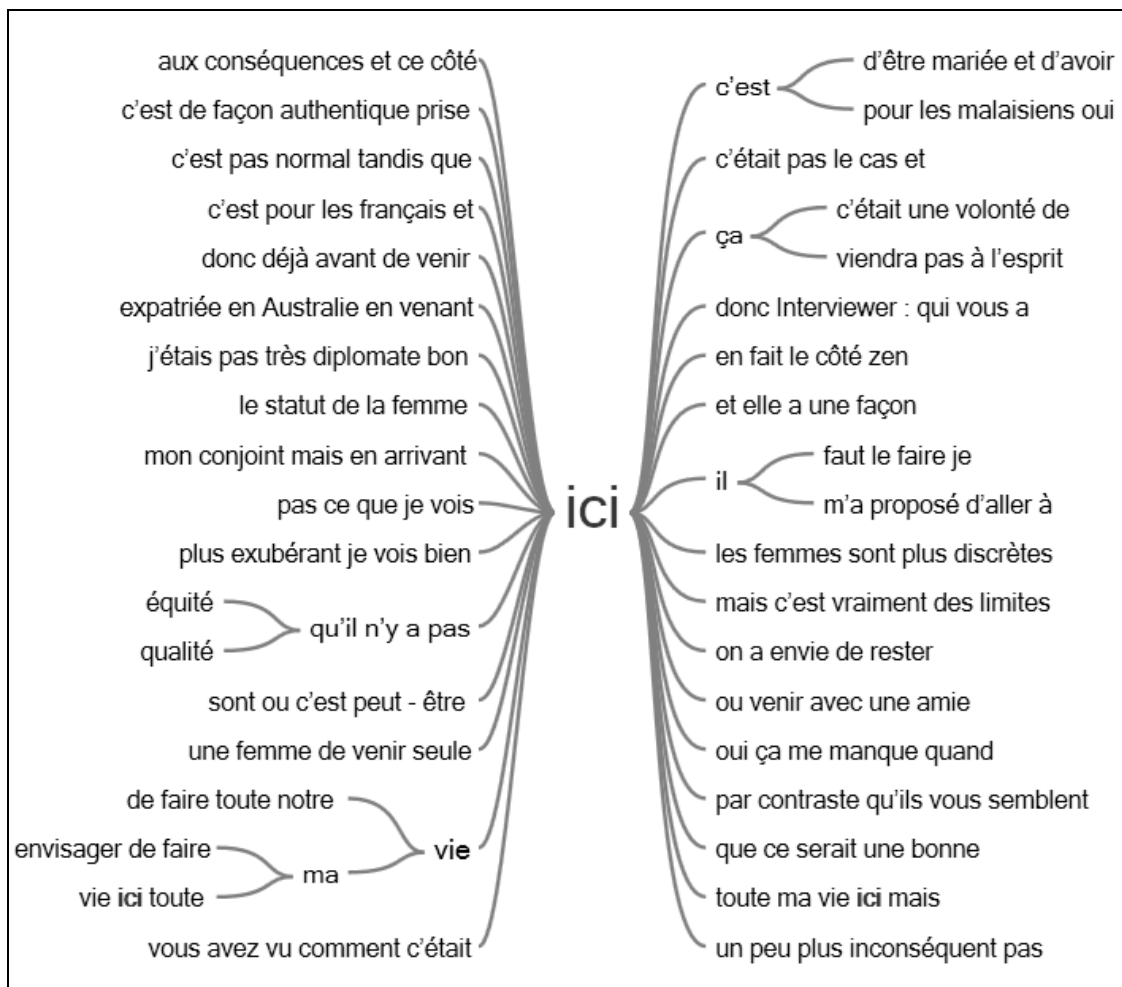 aux conséquences et ce côté
c'est de façon authentique prise
c'est pas normal tandis que
c'est pour les français et
donc déjà avant de venir
expatriée en Australie en venant
j'étais pas très diplomate bon
le statut de la femme
mon conjoint mais en arrivant
pas ce que je vois
plus exubérant je vois bien
équité
qualité
qu'il n'y a pas
sont ou c'est peut - être
une femme de venir seule
de faire toute notre
envisager de faire
vie ici toute
ma
vie
vous avez vu comment c'était
ici
c'est
d'être mariée et d'avoir
pour les malaisiens oui
c'était pas le cas et
ça
c'était une volonté de
viendra pas à l'esprit
donc Interviewer : qui vous a
en fait le côté zen
et elle a une façon
il
faut le faire je
m'a proposé d'aller à
les femmes sont plus discrètes
mais c'est vraiment des limites
on a envie de rester
ou venir avec une amie
oui ça me manque quand
par contraste qu'ils vous semblent
que ce serait une bonne
toute ma vie ici mais
un peu plus inconséquent pas